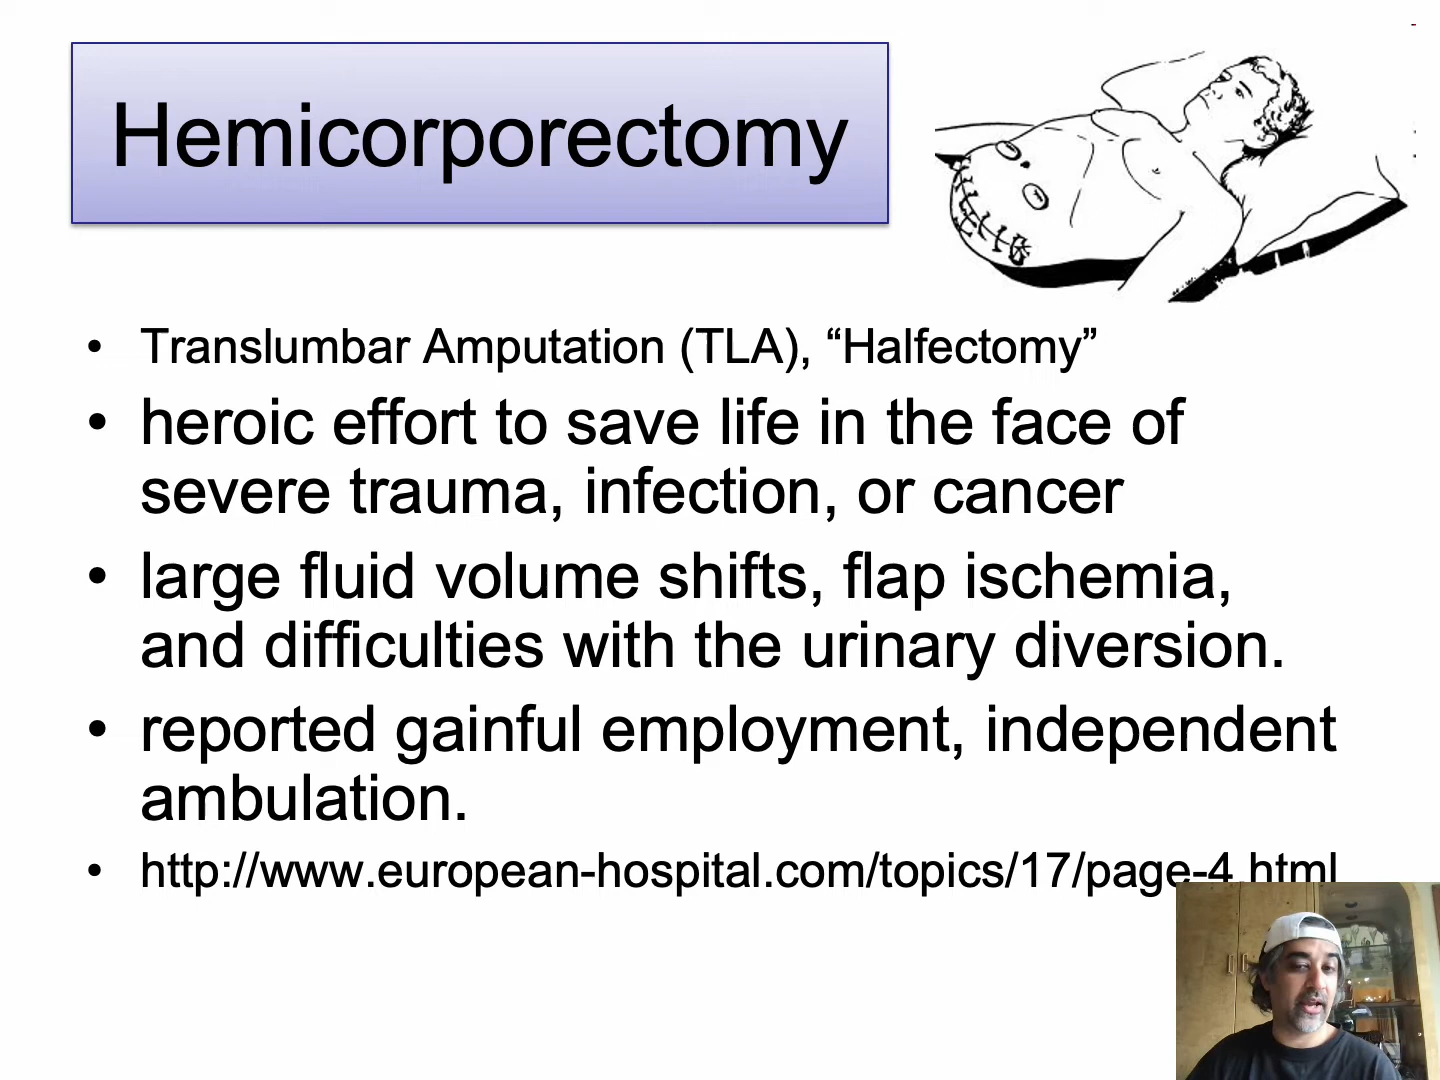 Hemicorporectomy
• Translumbar Amputation (TLA), “Halfectomy”
• heroic effort to save life in the face of
severe trauma, infection, or cancer
• large fluid volume shifts, flap ischemia,
and difficulties with the urinary diversion.
• reported gainful employment, independent
ambulation.
• http://www.european-hospital.com/topics/17/page-4.html